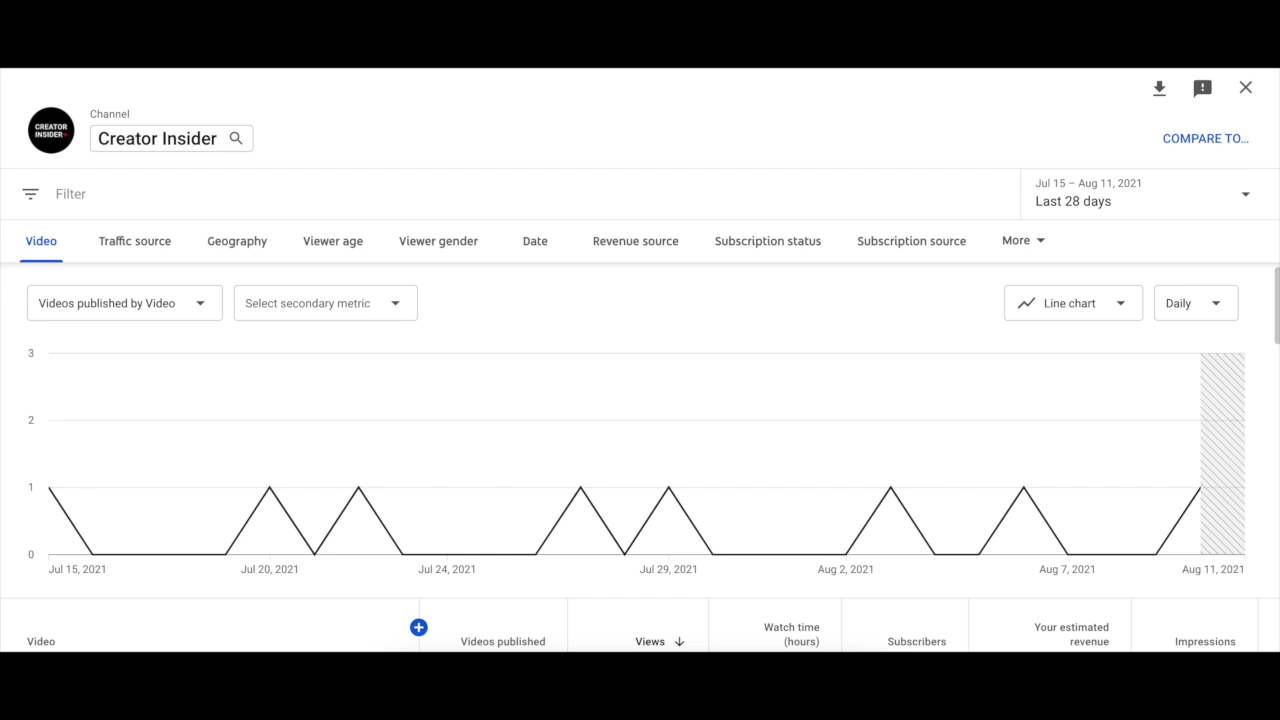 CREATOR
INSIDER
Channel
Creator Insider
COMPARE TO...
Filter
Jul 15 – Aug 11, 2021
Last 28 days
Video Traffic source Geography Viewer age Viewer gender Date Revenue source Subscription status Subscription source More
Videos published by Video Select secondary metric Line chart Daily
3
2
1
0
Jul 15, 2021 Jul 20, 2021 Jul 24, 2021 Jul 29, 2021 Aug 2, 2021 Aug 7, 2021 Aug 11, 2021
Video Videos published Views Watch time (hours) Subscribers Your estimated revenue Impressions